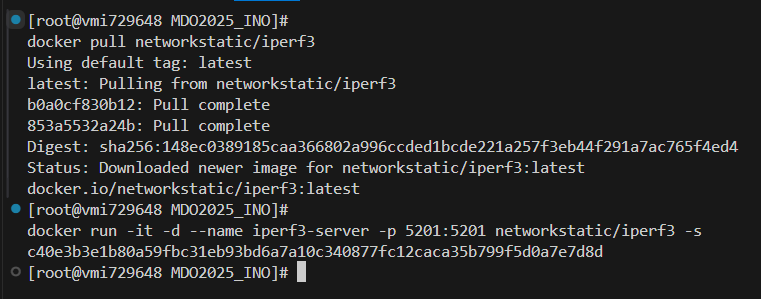 [root@vmi729648 MDO2025_INO]#
docker pull networkstatic/iperf3
Using default tag: latest
latest: Pulling from networkstatic/iperf3
b0a0cf830b12: Pull complete
853a5532a24b: Pull complete
Digest: sha256:148ec0389185caa366802a996ccded1bcde221a257f3eb44f291a7ac765f4ed4
Status: Downloaded newer image for networkstatic/iperf3:latest
docker.io/networkstatic/iperf3:latest
[root@vmi729648 MDO2025_INO]#
docker run -it -d --name iperf3-server -p 5201:5201 networkstatic/iperf3 -s
c40e3b3e1b80a59fbc31eb93bd6a7a10c340877fc12caca35b799f5d0a7e7d8d
[root@vmi729648 MDO2025_INO]#